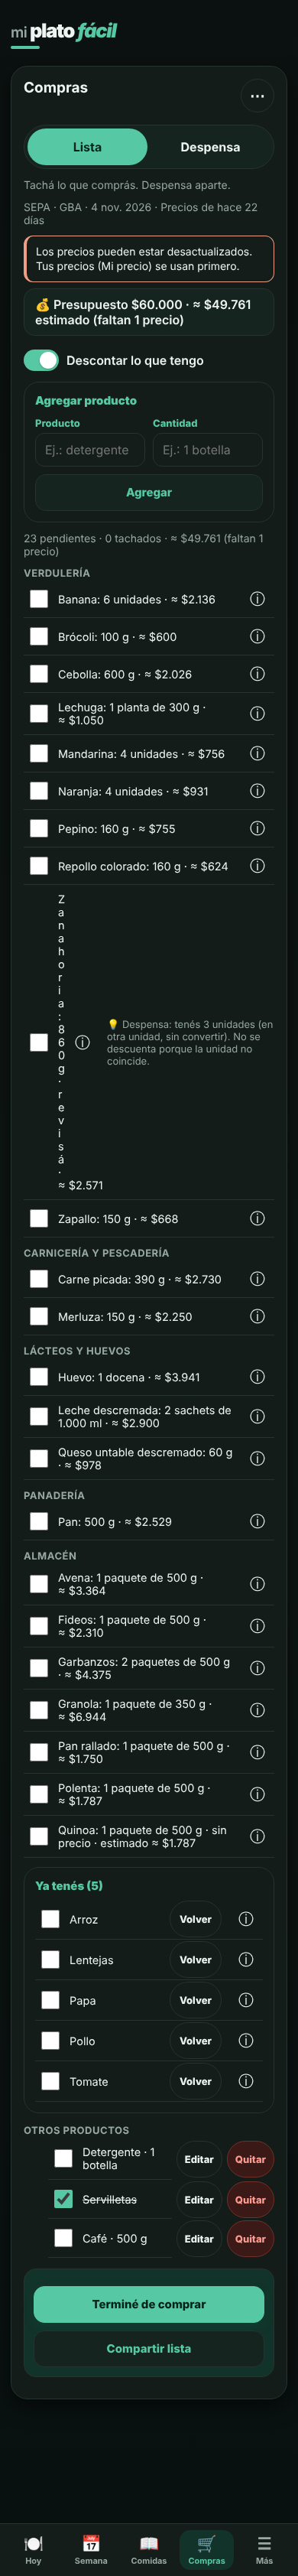 mi plato fácil
Compras
Lista
Despensa
Tachá lo que comprás. Despensa aparte.
SEPA · GBA · 4 nov. 2026 · Precios de hace 22
días
Los precios pueden estar desactualizados.
Tus precios (Mi precio) se usan primero.
💰 Presupuesto $60.000 · ≈ $49.761
estimado (faltan 1 precio)
Descontar lo que tengo
Agregar producto
Producto
Cantidad
Ej.: detergente
Ej.: 1 botella
Agregar
23 pendientes · 0 tachados · ≈ $49.761 (faltan 1
precio)
VERDULERÍA
Banana: 6 unidades · ≈ $2.136
Brócoli: 100 g · ≈ $600
Cebolla: 600 g · ≈ $2.026
Lechuga: 1 planta de 300 g ·
≈ $1.050
Mandarina: 4 unidades · ≈ $756
Naranja: 4 unidades · ≈ $931
Pepino: 160 g · ≈ $755
Repollo colorado: 160 g · ≈ $624
Z
a
n
a
h
o
r
i
a
:
8
6
0
g
·
r
e
v
i
s
á
·
≈ $2.571
💡 Despensa: tenés 3 unidades (en
otra unidad, sin convertir). No se
descuenta porque la unidad no
coincide.
Zapallo: 150 g · ≈ $668
CARNICERÍA Y PESCADERÍA
Carne picada: 390 g · ≈ $2.730
Merluza: 150 g · ≈ $2.250
LÁCTEOS Y HUEVOS
Huevo: 1 docena · ≈ $3.941
Leche descremada: 2 sachets de
1.000 ml · ≈ $2.900
Queso untable descremado: 60 g
· ≈ $978
PANADERÍA
Pan: 500 g · ≈ $2.529
ALMACÉN
Avena: 1 paquete de 500 g ·
≈ $3.364
Fideos: 1 paquete de 500 g ·
≈ $2.310
Garbanzos: 2 paquetes de 500 g
· ≈ $4.375
Granola: 1 paquete de 350 g ·
≈ $6.944
Pan rallado: 1 paquete de 500 g ·
≈ $1.750
Polenta: 1 paquete de 500 g ·
≈ $1.787
Quinoa: 1 paquete de 500 g · sin
precio · estimado ≈ $1.787
Ya tenés (5)
Arroz
Volver
Lentejas
Volver
Papa
Volver
Pollo
Volver
Tomate
Volver
OTROS PRODUCTOS
Detergente · 1
botella
Editar
Quitar
Servilletas
Editar
Quitar
Café · 500 g
Editar
Quitar
Terminé de comprar
Compartir lista
Hoy
Semana
Comidas
Compras
Más